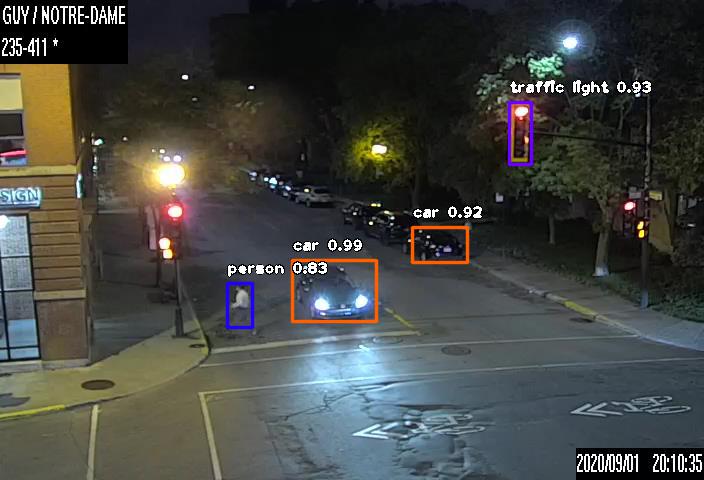 GUY / NOTRE-DAME
235-411 *
traffic light 0.93
SIGN
car 0.92
car 0.99
person 0.83
2020/09/01 20:10:35